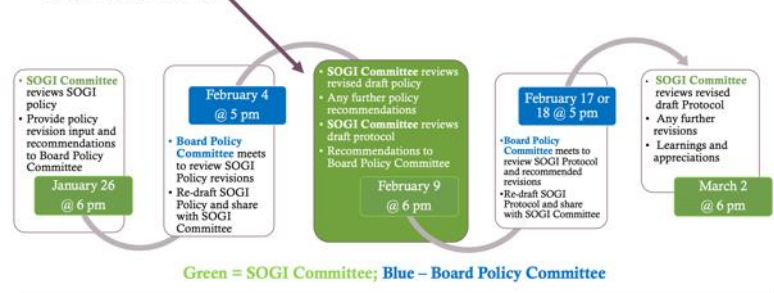 • SOGI Committee
reviews SOGI
policy
• Provide policy
revision input and
recommendations
to Board Policy
Committee
January 26
@ 6 pm
February 4
@ 5 pm
• Board Policy
Committee meets
to review SOGI
Policy revisions
• Re-draft SOGI
Policy and share
with SOGI
Committee
• SOGI Committee reviews
revised draft policy
• Any further policy
recommendations
• SOGI Committee reviews
draft protocol
• Recommendations to
Board Policy Committee
February 9
@ 6 pm
February 17 or
18 @ 5 pm
•Board Policy
Committee meets to
review SOGI Protocol
and recommended
revisions
•Re-draft SOGI
Protocol and share
with SOGI Committee
• SOGI Committee
reviews revised
draft Protocol
• Any further
revisions
• Learnings and
appreciations
March 2
@ 6 pm
Green = SOGI Committee; Blue – Board Policy Committee